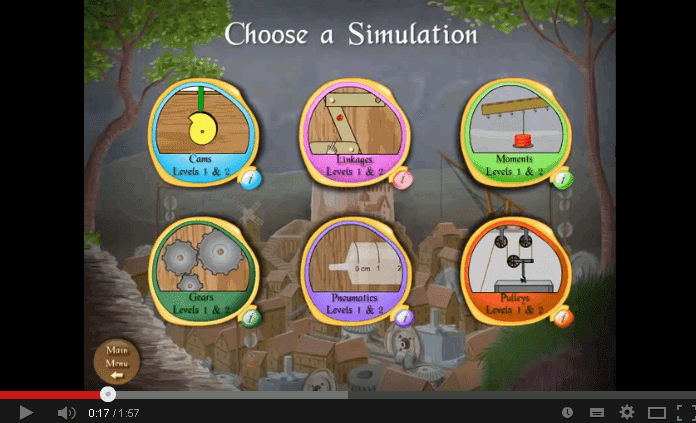 Choose a Simulation
Cams
Levels 1 & 2
i
Linkages
Levels 1 & 2
i
Moments
Levels 1 & 2
i
Gears
Levels 1 & 2
i
0 cm 1 2
Pneumatics
Levels 1 & 2
i
Pulleys
Levels 1 & 2
i
Main
Menu
0:17 / 1:57